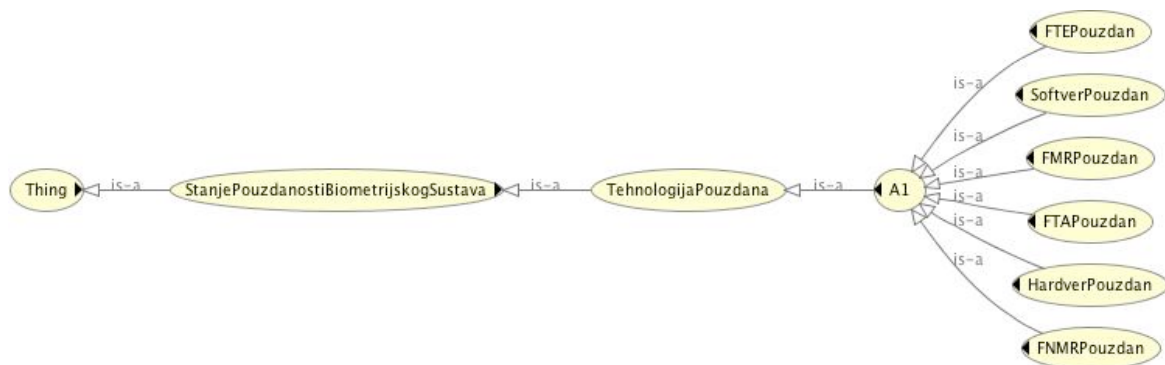 FTEPouzdan
is-a
SoftverPouzdan
is-a
FMRPouzdan
is-a
Thing
is-a
StanjePouzdanostiBiometrijskogSustava
is-a
TehnologijaPouzdana
is-a
A1
is-a
FTAPouzdan
is-a
HardverPouzdan
is-a
FNMRPouzdan